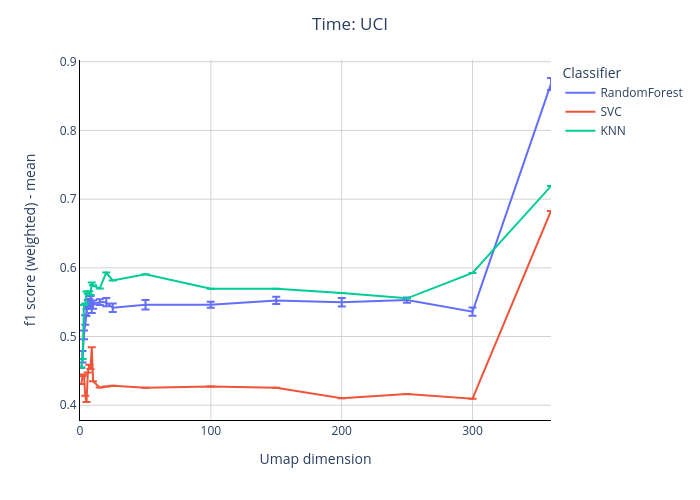 Time: UCI
f1 score (weighted) - mean
0.9
0.8
0.7
0.6
0.5
0.4
0
100
200
300
Umap dimension
Classifier
RandomForest
SVC
KNN